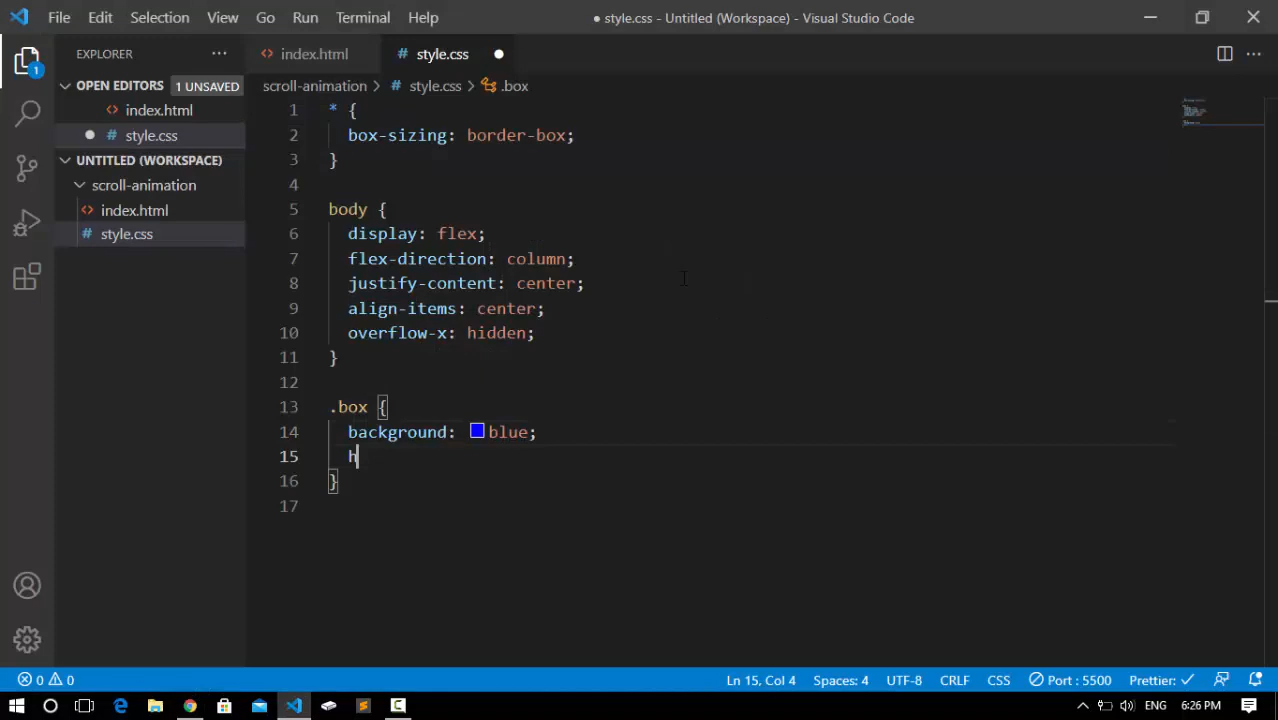 File Edit Selection View Go Run Terminal Help
● style.css - Untitled (Workspace) - Visual Studio Code
EXPLORER ···
<> index.html
# style.css ●
1
OPEN EDITORS 1 UNSAVED
<> index.html
● # style.css
UNTITLED (WORKSPACE)
scroll-animation
<> index.html
# style.css
scroll-animation > # style.css > .box
1 * {
2 box-sizing: border-box;
3 }
4
5 body {
6 display: flex;
7 flex-direction: column;
8 justify-content: center;
9 align-items: center;
10 overflow-x: hidden;
11 }
12
13 .box {
14 background: blue;
15 h
16 }
17
0 0 Ln 15, Col 4 Spaces: 4 UTF-8 CRLF CSS Port : 5500 Prettier: ✓
ENG 6:26 PM